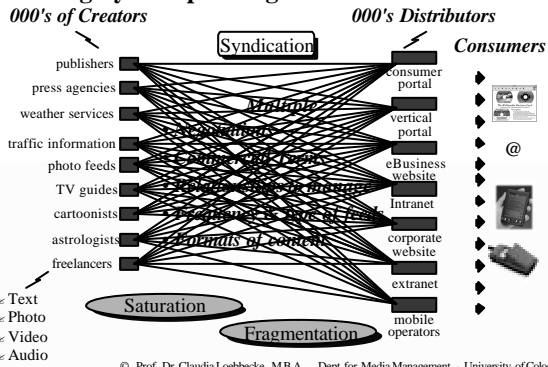 000's of Creators
000's Distributors
Syndication
Consumers
publishers
press agencies
weather services
traffic information
photo feeds
TV guides
cartoonists
astrologists
freelancers
Multiple
• Negotiations
• Commercial Terms
• Relationships to manage
• Frequency & Type of feeds
• Formats of content
consumer
portal
vertical
portal
eBusiness
website
Intranet
corporate
website
extranet
mobile
operators
@
Text
Photo
Video
Audio
Saturation
Fragmentation
© Prof. Dr. Claudia Loebbecke, M.B.A. - Dept. for Media Management - University of Colo